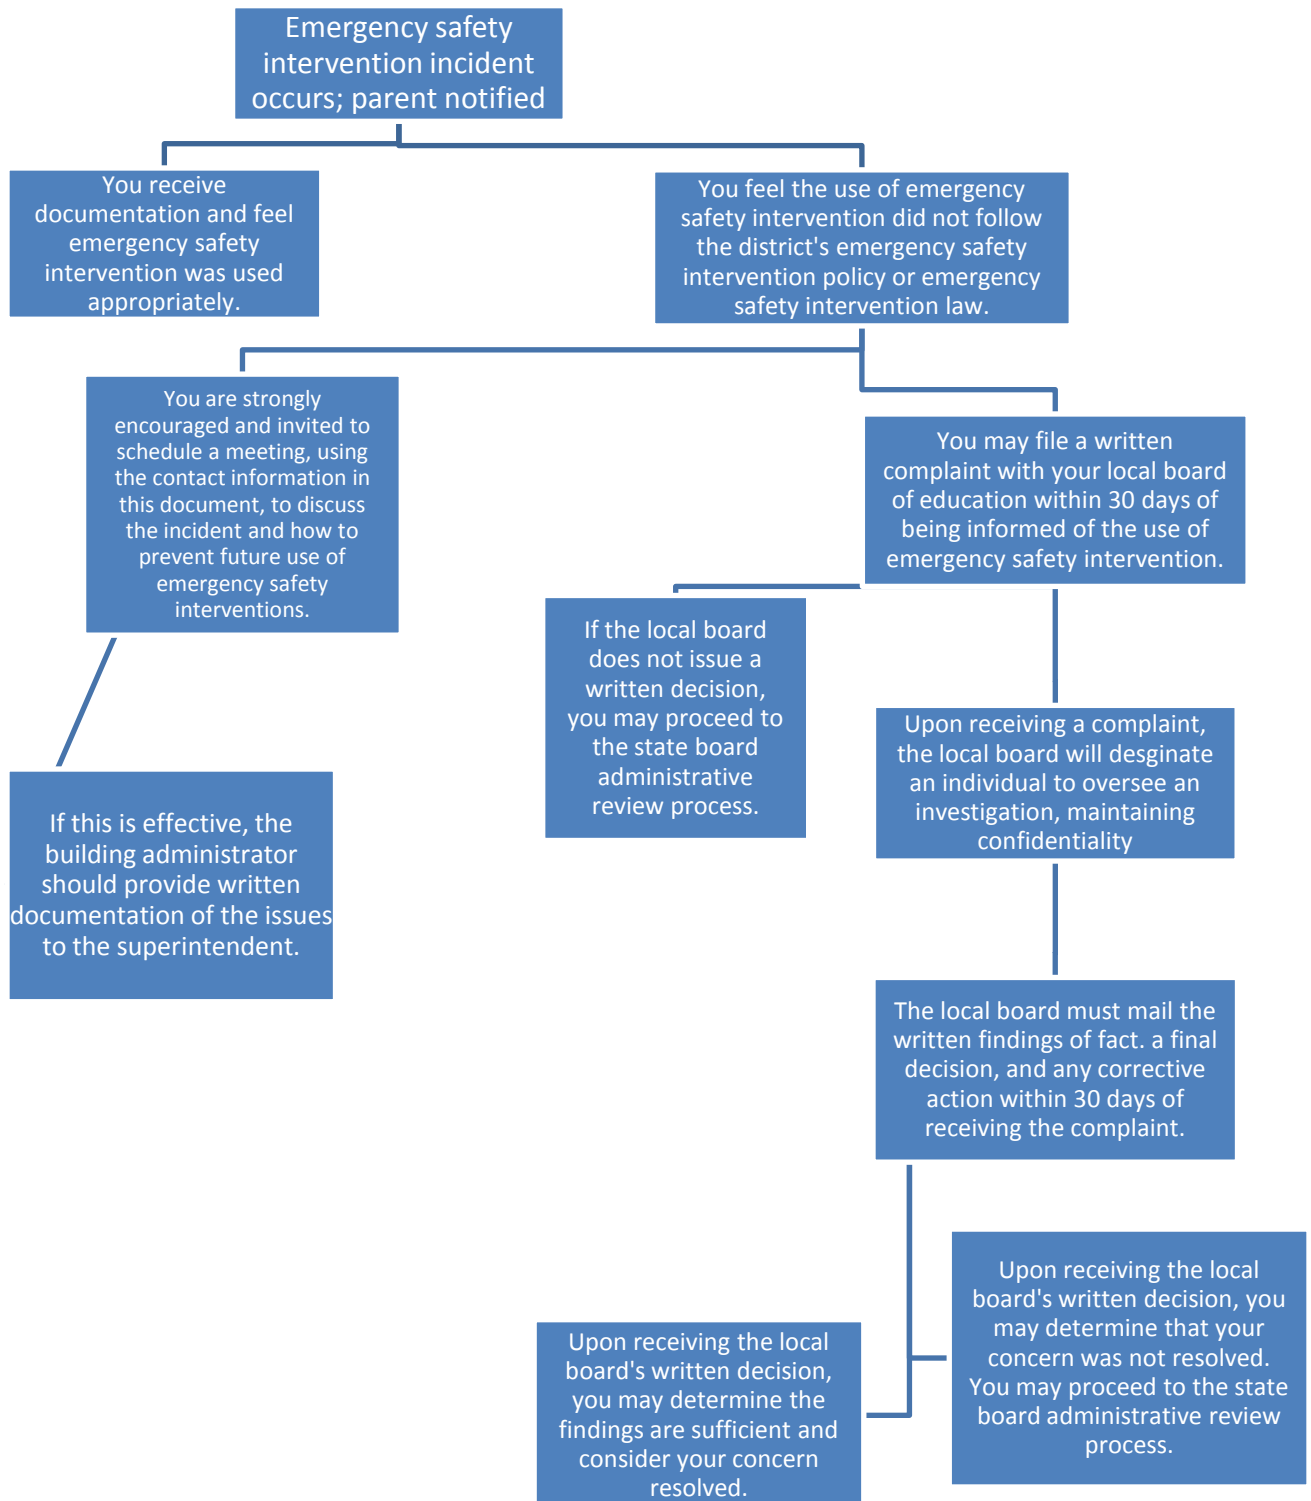 Emergency safety
intervention incident
occurs; parent notified
You receive
documentation and feel
emergency safety
intervention was used
appropriately.
You feel the use of emergency
safety intervention did not follow
the district's emergency safety
intervention policy or emergency
safety intervention law.
You are strongly
encouraged and invited to
schedule a meeting, using
the contact information in
this document, to discuss
the incident and how to
prevent future use of
emergency safety
interventions.
You may file a written
complaint with your local board
of education within 30 days of
being informed of the use of
emergency safety intervention.
If the local board
does not issue a
written decision,
you may proceed to
the state board
administrative
review process.
Upon receiving a complaint,
the local board will desginate
an individual to oversee an
investigation, maintaining
confidentiality
If this is effective, the
building administrator
should provide written
documentation of the issues
to the superintendent.
The local board must mail the
written findings of fact. a final
decision, and any corrective
action within 30 days of
receiving the complaint.
Upon receiving the local
board's written decision, you
may determine that your
concern was not resolved.
You may proceed to the state
board administrative review
process.
Upon receiving the local
board's written decision,
you may determine the
findings are sufficient and
consider your concern
resolved.